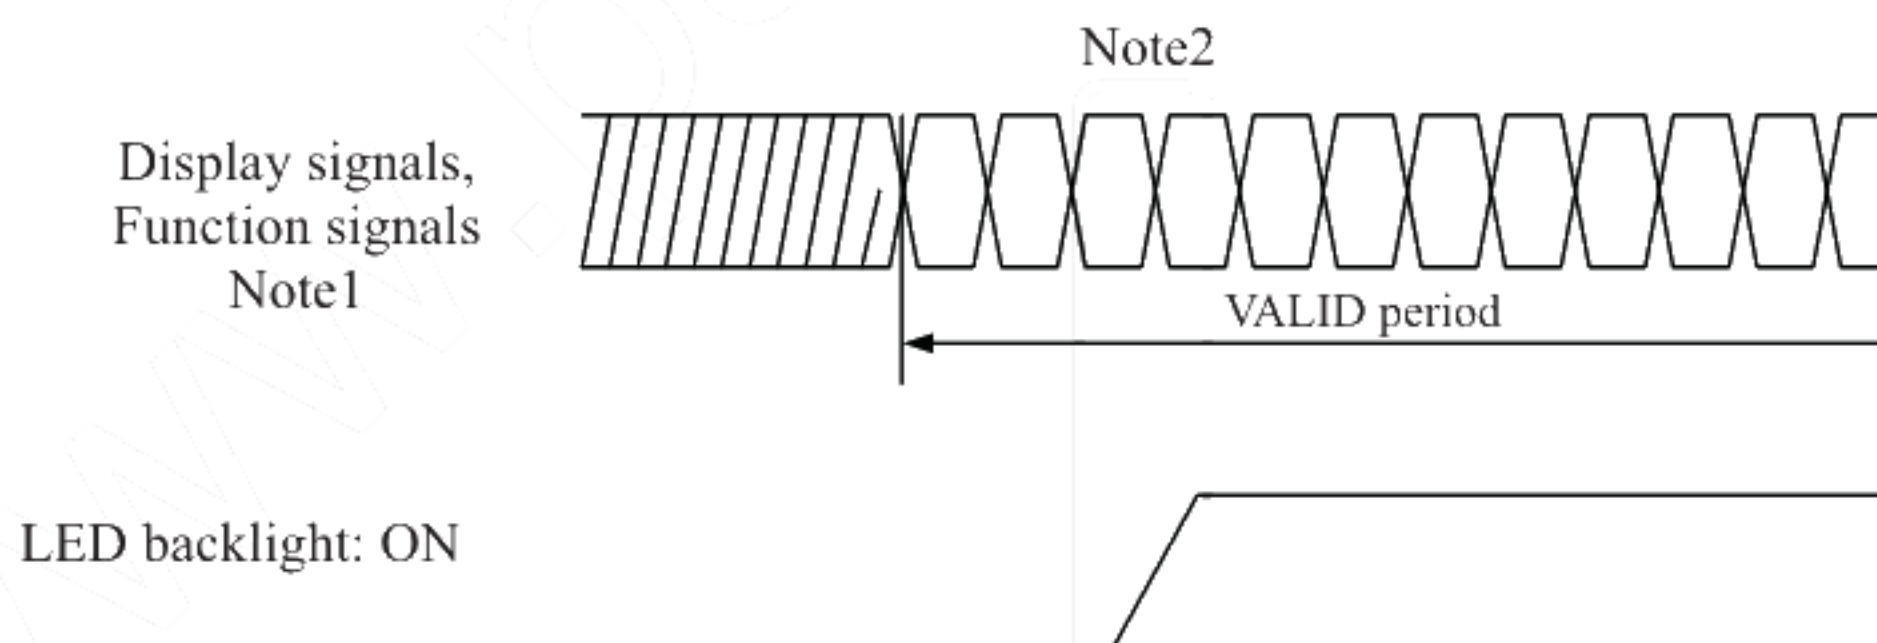 Note2
Display signals,
Function signals
Note1
VALID period
LED backlight: ON